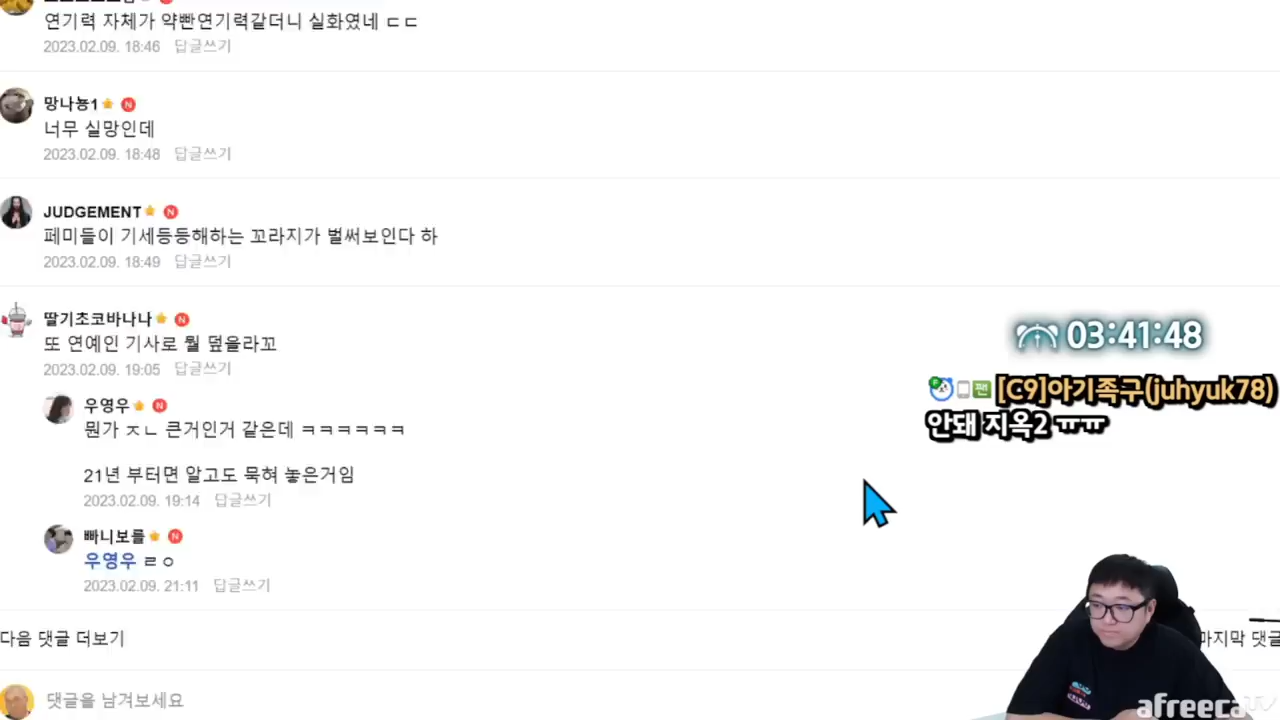 연기력 자체가 약빤연기력같더니 실화였네 ㄷㄷ
2023.02.09. 18:46 답글쓰기
망나뇽1 N
너무 실망인데
2023.02.09. 18:48 답글쓰기
JUDGEMENT N
페미들이 기세등등해하는 꼬라지가 벌써보인다 하
2023.02.09. 18:49 답글쓰기
딸기초코바나나 N
또 연예인 기사로 뭘 덮을라꼬
2023.02.09. 19:05 답글쓰기
우영우 N
뭔가 ㅈㄴ 큰거인거 같은데 ㅋㅋㅋㅋㅋㅋ
21년 부터면 알고도 묵혀 놓은거임
2023.02.09. 19:14 답글쓰기
빠니보를 N
우영우 ㄹㅇ
2023.02.09. 21:11 답글쓰기
다음 댓글 더보기
마지막 댓글
댓글을 남겨보세요
03:41:48
F 팬 [C9]아기족구(juhyuk78)
안돼 지옥2 ㅠㅠ
afreecaTV